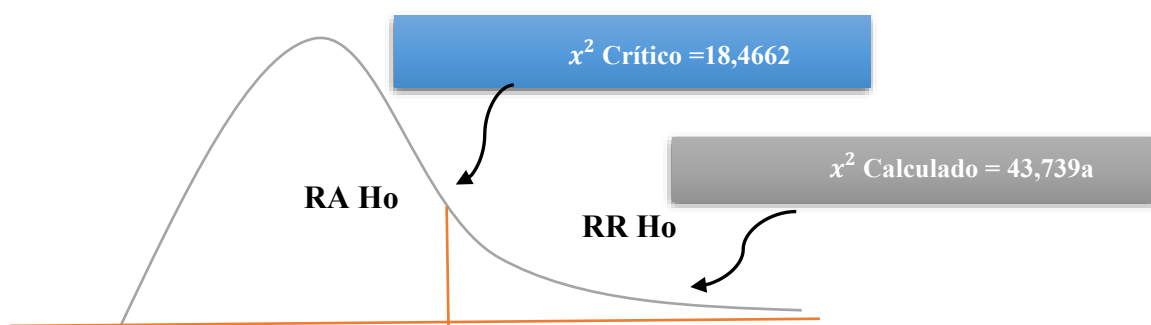 x² Crítico =18,4662
x² Calculado = 43,739a
RA Ho
RR Ho